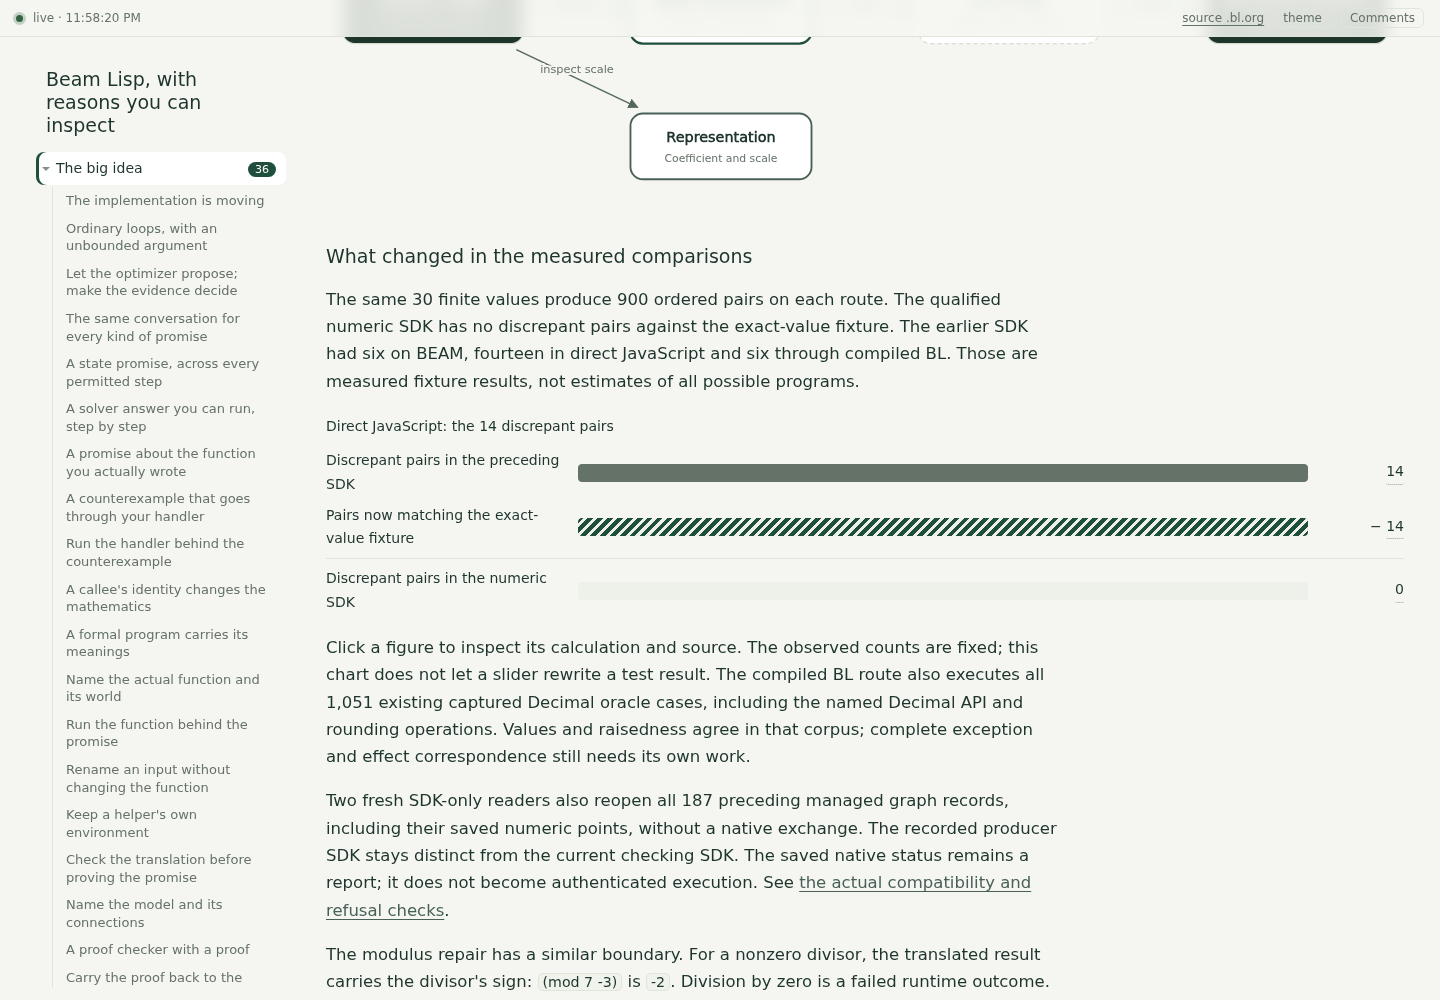 live · 11:58:20 PM
source .bl.org
theme
Comments
Beam Lisp, with
reasons you can
inspect
The big idea
36
The implementation is moving
Ordinary loops, with an
unbounded argument
Let the optimizer propose;
make the evidence decide
The same conversation for
every kind of promise
A state promise, across every
permitted step
A solver answer you can run,
step by step
A promise about the function
you actually wrote
A counterexample that goes
through your handler
Run the handler behind the
counterexample
A callee's identity changes the
mathematics
A formal program carries its
meanings
Name the actual function and
its world
Run the function behind the
promise
Rename an input without
changing the function
Keep a helper's own
environment
Check the translation before
proving the promise
Name the model and its
connections
A proof checker with a proof
Carry the proof back to the
inspect scale
Representation
Coefficient and scale
What changed in the measured comparisons
The same 30 finite values produce 900 ordered pairs on each route. The qualified
numeric SDK has no discrepant pairs against the exact-value fixture. The earlier SDK
had six on BEAM, fourteen in direct JavaScript and six through compiled BL. Those are
measured fixture results, not estimates of all possible programs.
Direct JavaScript: the 14 discrepant pairs
Discrepant pairs in the preceding
SDK
14
Pairs now matching the exact-
value fixture
− 14
Discrepant pairs in the numeric
SDK
0
Click a figure to inspect its calculation and source. The observed counts are fixed; this
chart does not let a slider rewrite a test result. The compiled BL route also executes all
1,051 existing captured Decimal oracle cases, including the named Decimal API and
rounding operations. Values and raisedness agree in that corpus; complete exception
and effect correspondence still needs its own work.
Two fresh SDK-only readers also reopen all 187 preceding managed graph records,
including their saved numeric points, without a native exchange. The recorded producer
SDK stays distinct from the current checking SDK. The saved native status remains a
report; it does not become authenticated execution. See the actual compatibility and
refusal checks.
The modulus repair has a similar boundary. For a nonzero divisor, the translated result
carries the divisor's sign: (mod 7 -3) is -2. Division by zero is a failed runtime outcome.